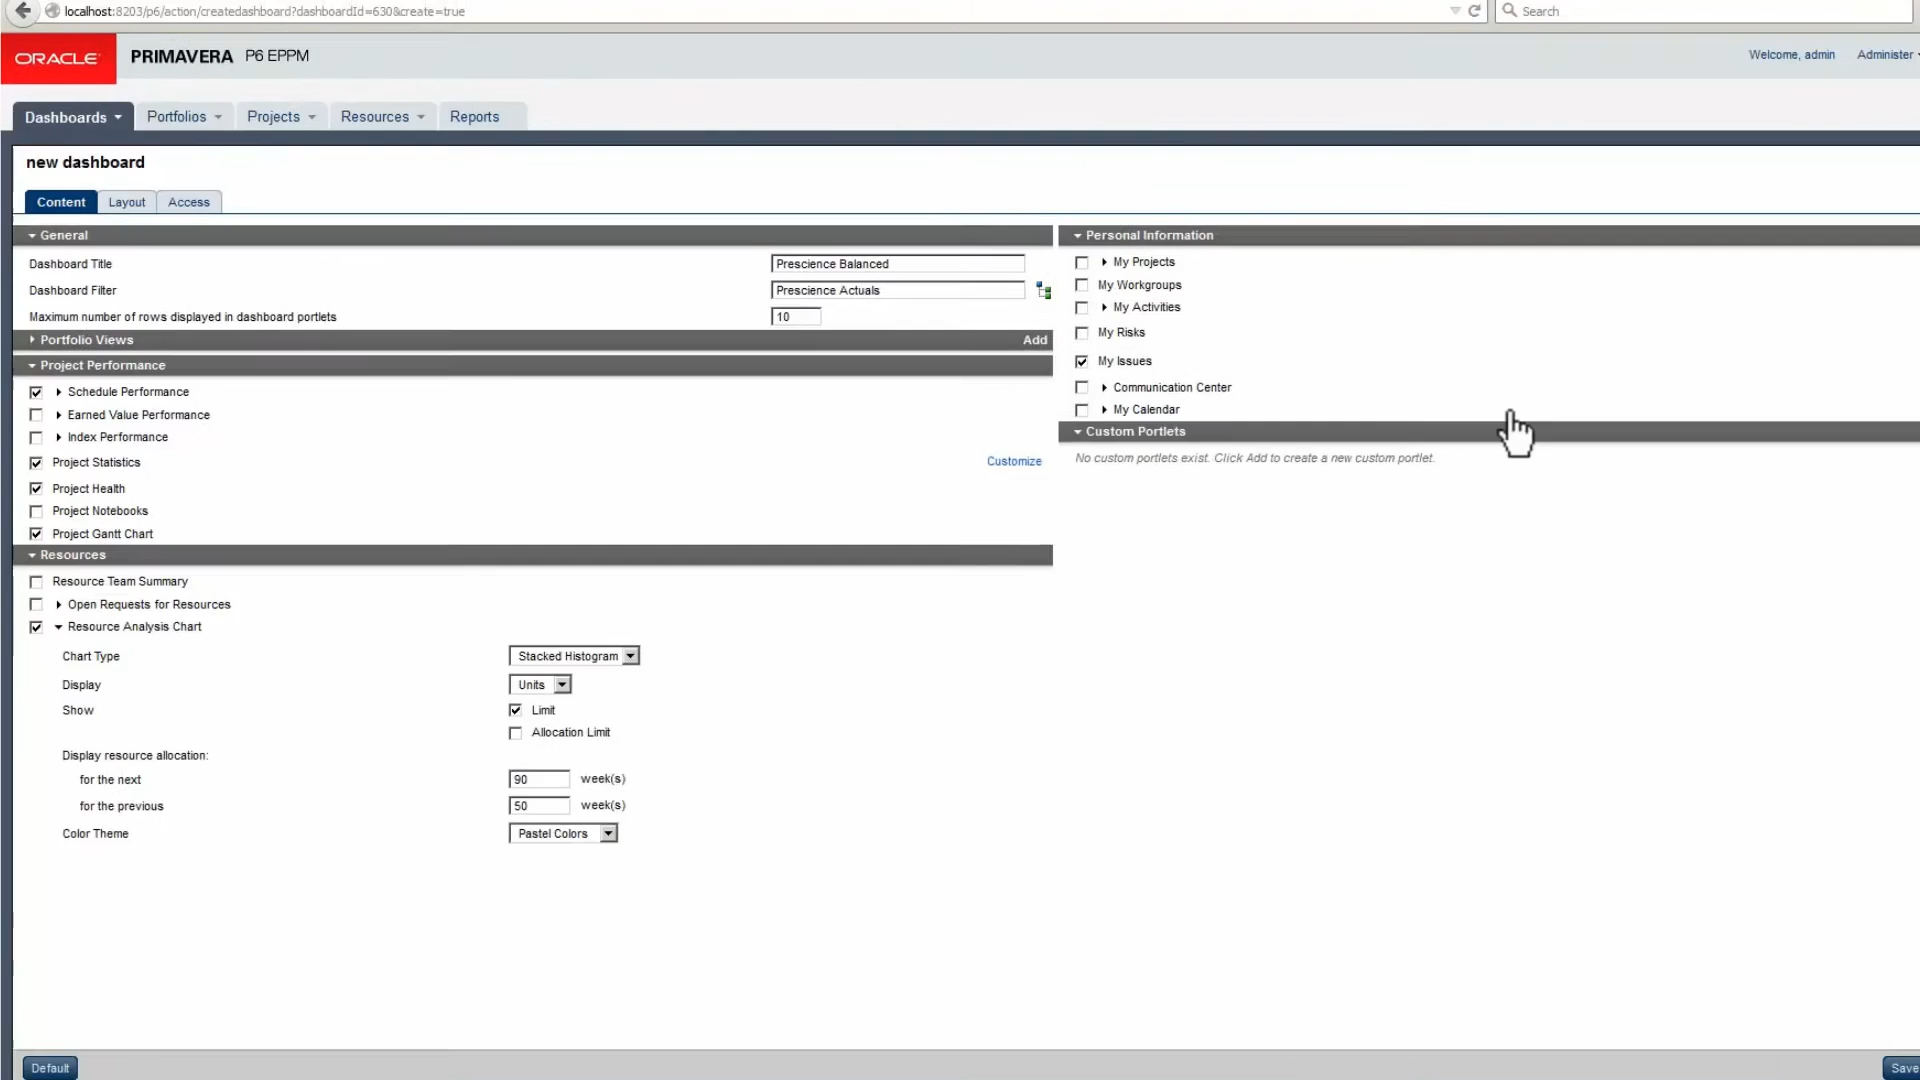 localhost:8203/p6/action/createdashboard?dashboardId=630&create=true
Search
ORACLE
PRIMAVERA P6 EPPM
Welcome, admin
Administer
Dashboards
Portfolios
Projects
Resources
Reports
new dashboard
Content
Layout
Access
General
Dashboard Title
Prescience Balanced
Dashboard Filter
Prescience Actuals
Maximum number of rows displayed in dashboard portlets
10
Portfolio Views
Add
Project Performance
Schedule Performance
Earned Value Performance
Index Performance
Project Statistics
Customize
Project Health
Project Notebooks
Project Gantt Chart
Resources
Resource Team Summary
Open Requests for Resources
Resource Analysis Chart
Chart Type
Stacked Histogram
Display
Units
Show
Limit
Allocation Limit
Display resource allocation:
for the next
90
week(s)
for the previous
50
week(s)
Color Theme
Pastel Colors
Personal Information
My Projects
My Workgroups
My Activities
My Risks
My Issues
Communication Center
My Calendar
Custom Portlets
No custom portlets exist. Click Add to create a new custom portlet.
Default
Save